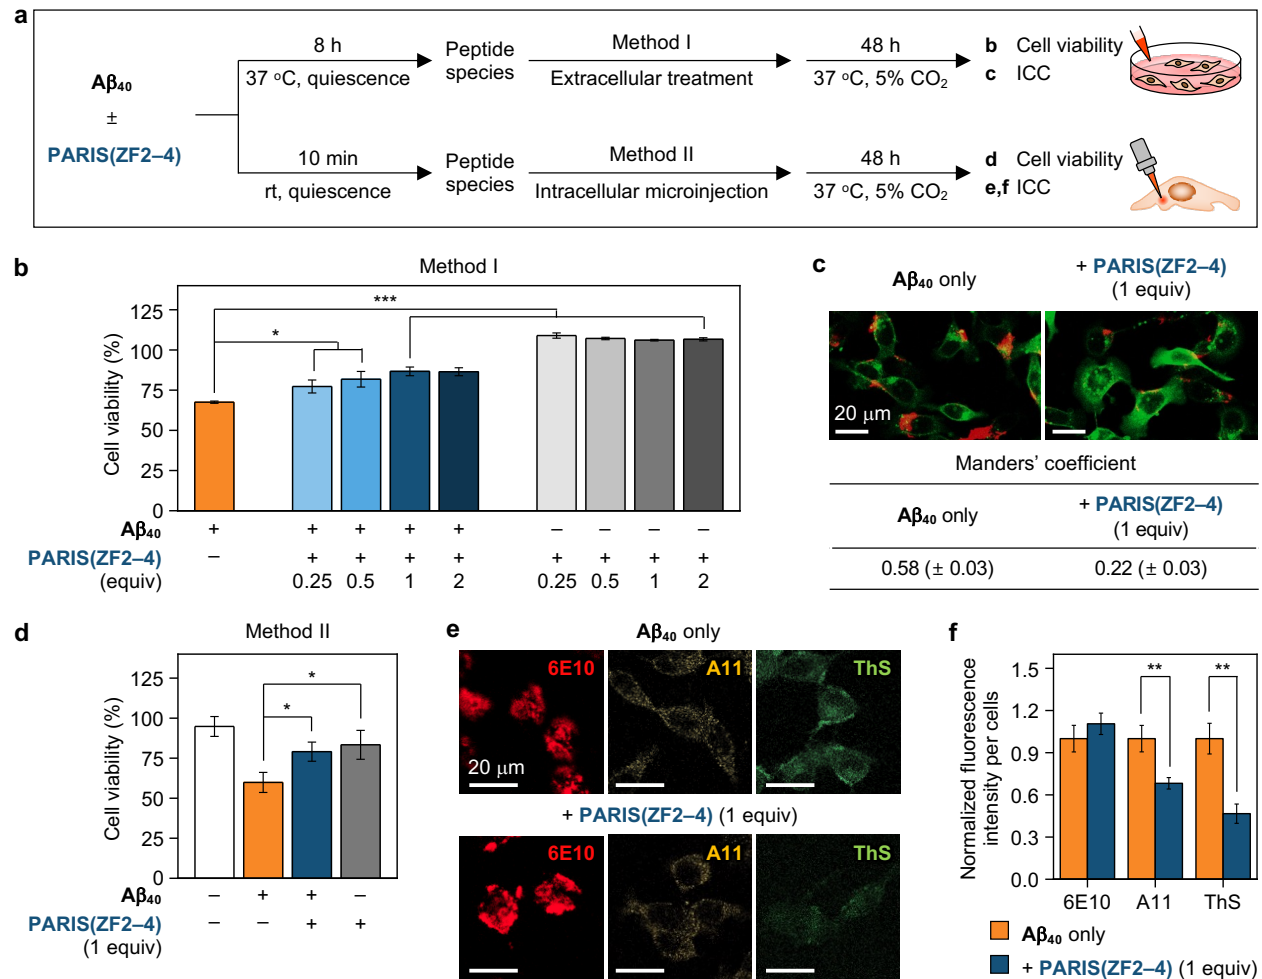 a
Aβ40
±
PARIS(ZF2–4)
8 h
37 °C, quiescence
Peptide
species
Method I
Extracellular treatment
48 h
37 °C, 5% CO2
b Cell viability
c ICC
10 min
rt, quiescence
Peptide
species
Method II
Intracellular microinjection
48 h
37 °C, 5% CO2
d Cell viability
e,f ICC
b
Method I
Cell viability (%)
125
100
75
50
25
0
***
*
Aβ40 + + + + + – – – –
PARIS(ZF2–4) – + + + + + + + +
(equiv) 0.25 0.5 1 2 0.25 0.5 1 2
c
Aβ40 only
+ PARIS(ZF2–4)
(1 equiv)
20 μm
Manders' coefficient
Aβ40 only
+ PARIS(ZF2–4)
(1 equiv)
0.58 (± 0.03) 0.22 (± 0.03)
d
Method II
Cell viability (%)
125
100
75
50
25
0
*
*
Aβ40 – + + –
PARIS(ZF2–4) – – + +
(1 equiv)
e
Aβ40 only
6E10 A11 ThS
20 μm
+ PARIS(ZF2–4) (1 equiv)
6E10 A11 ThS
f
Normalized fluorescence
intensity per cells
1.5
1.2
0.9
0.6
0.3
0.0
** **
6E10 A11 ThS
Aβ40 only
+ PARIS(ZF2–4) (1 equiv)